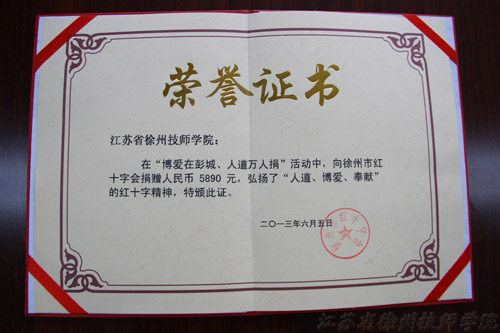 荣誉证书
江苏省徐州技师学院：
在“博爱在彭城、人道万人捐”活动中，向徐州市红
十字会捐赠人民币 5890 元，弘扬了“人道、博爱、奉献”
的红十字精神，特颁此证。
二〇一三年六月五日
江苏省徐州技师学院